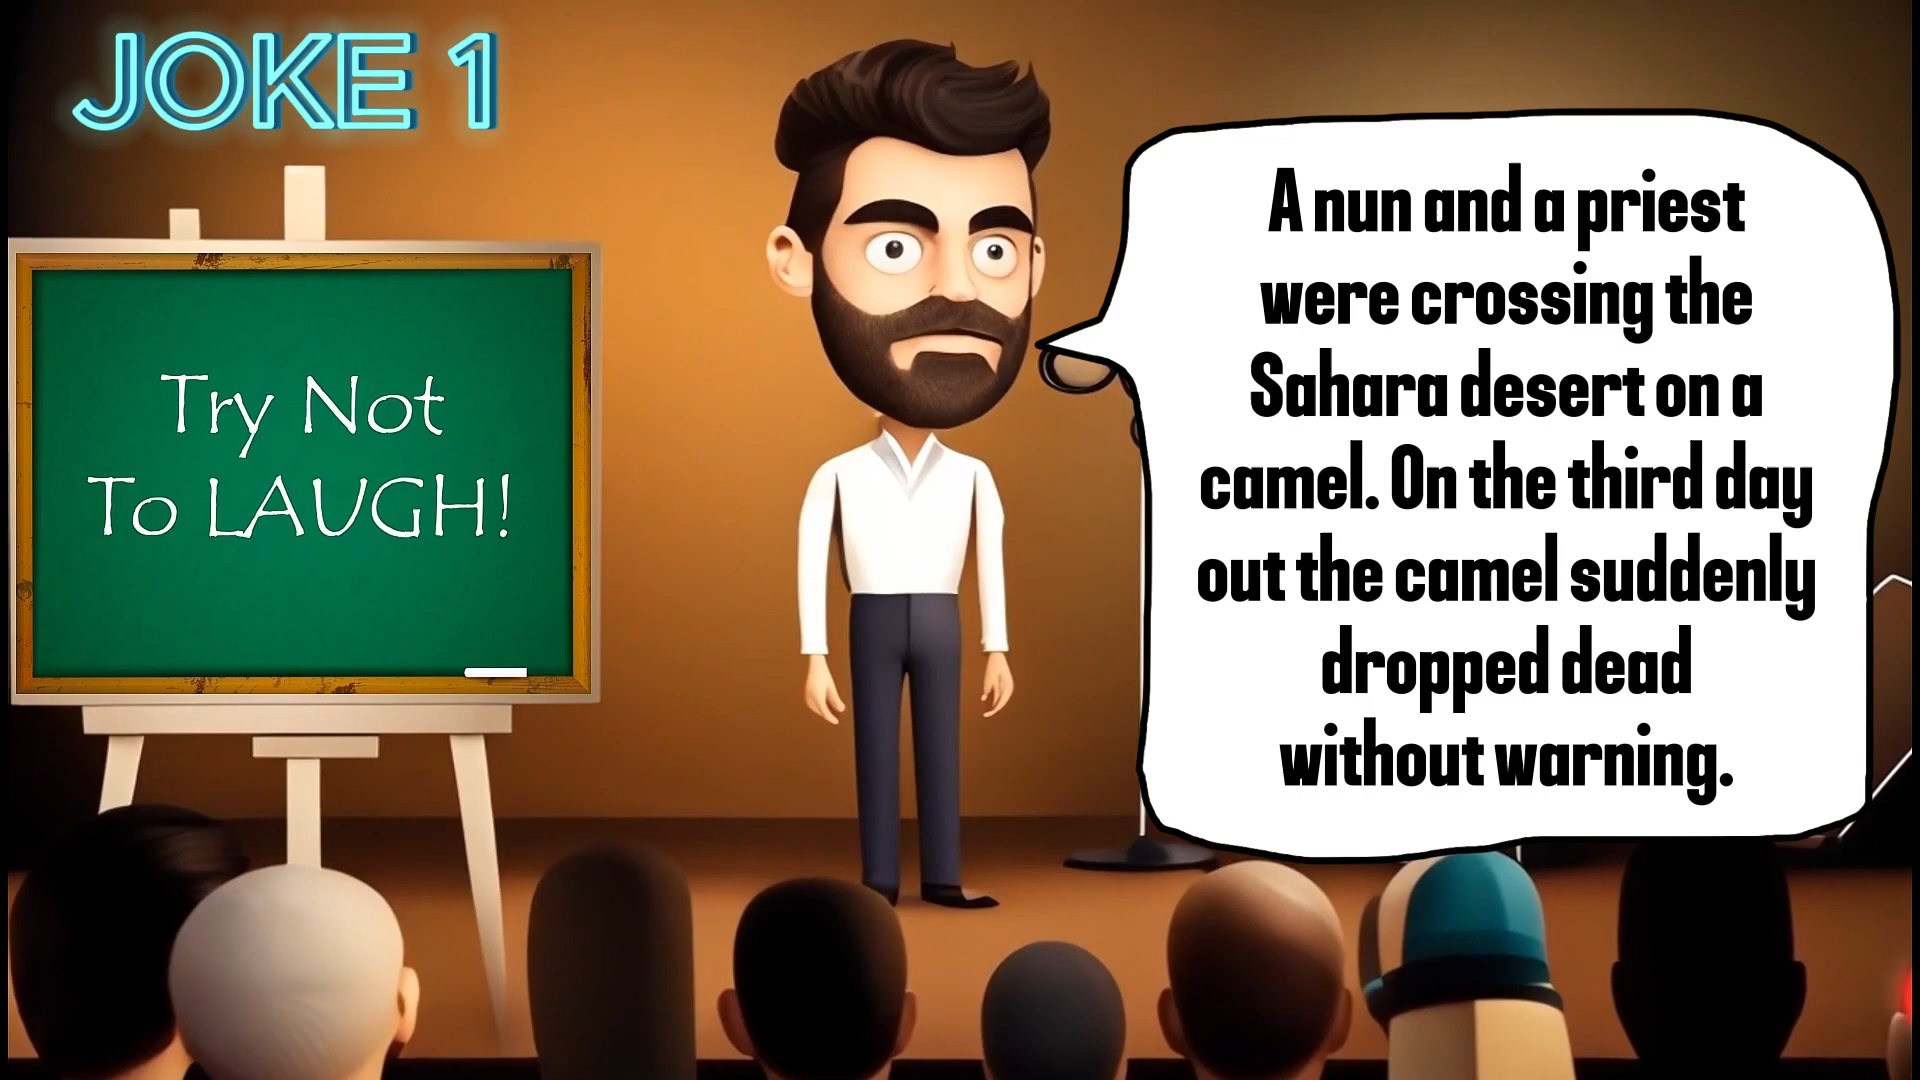 JOKE 1
Try Not
To LAUGH!
A nun and a priest
were crossing the
Sahara desert on a
camel. On the third day
out the camel suddenly
dropped dead
without warning.